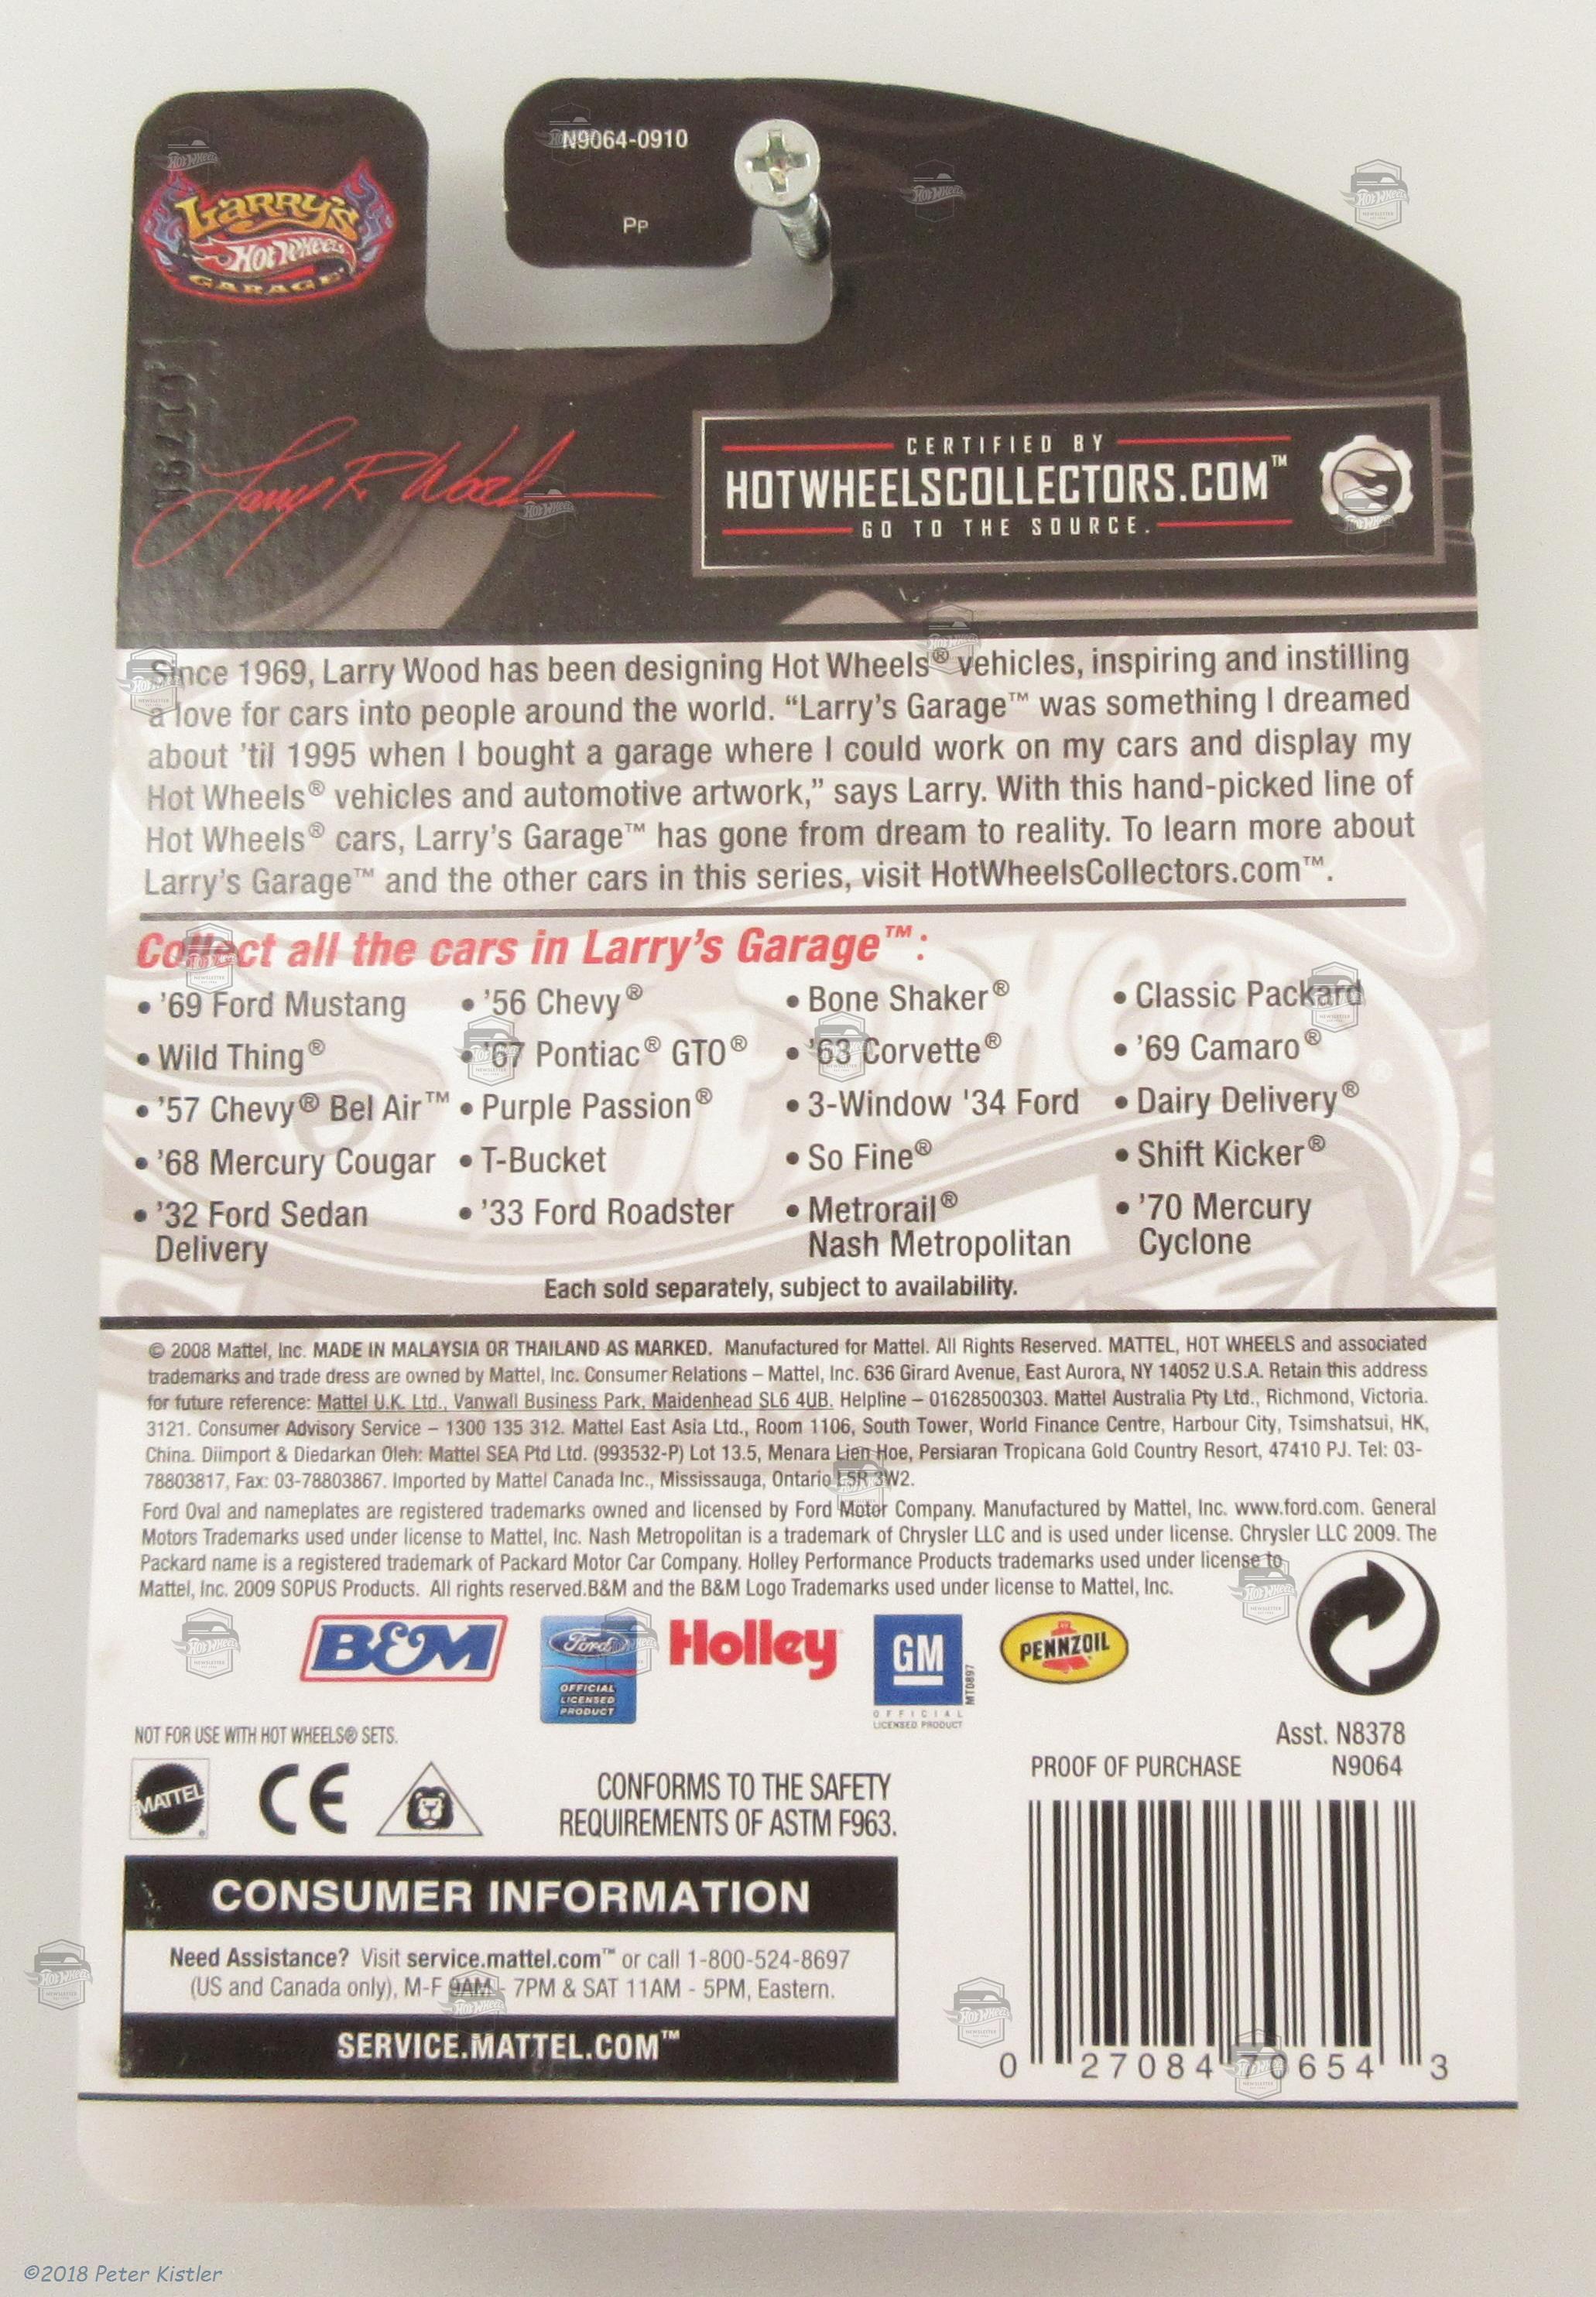 N9064-0910
PP
LARRY'S
HOT WHEELS
GARAGE
Larry R. Wood
CERTIFIED BY
HOTWHEELSCOLLECTORS.COM™
GO TO THE SOURCE.
Since 1969, Larry Wood has been designing Hot Wheels® vehicles, inspiring and instilling
a love for cars into people around the world. “Larry’s Garage™ was something I dreamed
about ’til 1995 when I bought a garage where I could work on my cars and display my
Hot Wheels® vehicles and automotive artwork,” says Larry. With this hand-picked line of
Hot Wheels® cars, Larry’s Garage™ has gone from dream to reality. To learn more about
Larry’s Garage™ and the other cars in this series, visit HotWheelsCollectors.com™.
Collect all the cars in Larry’s Garage™:
• ’69 Ford Mustang • ’56 Chevy® • Bone Shaker® • Classic Packard
• Wild Thing® • ’67 Pontiac® GTO® • ’63 Corvette® • ’69 Camaro®
• ’57 Chevy® Bel Air™ • Purple Passion® • 3-Window '34 Ford • Dairy Delivery®
• ’68 Mercury Cougar • T-Bucket • So Fine® • Shift Kicker®
• ’32 Ford Sedan • ’33 Ford Roadster • Metrorail® • ’70 Mercury
Delivery Nash Metropolitan Cyclone
Each sold separately, subject to availability.
© 2008 Mattel, Inc. MADE IN MALAYSIA OR THAILAND AS MARKED. Manufactured for Mattel. All Rights Reserved. MATTEL, HOT WHEELS and associated
trademarks and trade dress are owned by Mattel, Inc. Consumer Relations – Mattel, Inc. 636 Girard Avenue, East Aurora, NY 14052 U.S.A. Retain this address
for future reference: Mattel U.K. Ltd., Vanwall Business Park, Maidenhead SL6 4UB. Helpline – 01628500303. Mattel Australia Pty Ltd., Richmond, Victoria.
3121. Consumer Advisory Service – 1300 135 312. Mattel East Asia Ltd., Room 1106, South Tower, World Finance Centre, Harbour City, Tsimshatsui, HK,
China. Diimport & Diedarkan Oleh: Mattel SEA Ptd Ltd. (993532-P) Lot 13.5, Menara Lien Hoe, Persiaran Tropicana Gold Country Resort, 47410 PJ. Tel: 03-
78803817, Fax: 03-78803867. Imported by Mattel Canada Inc., Mississauga, Ontario L5R 3W2.
Ford Oval and nameplates are registered trademarks owned and licensed by Ford Motor Company. Manufactured by Mattel, Inc. www.ford.com. General
Motors Trademarks used under license to Mattel, Inc. Nash Metropolitan is a trademark of Chrysler LLC and is used under license. Chrysler LLC 2009. The
Packard name is a registered trademark of Packard Motor Car Company. Holley Performance Products trademarks used under license to
Mattel, Inc. 2009 SOPUS Products. All rights reserved.B&M and the B&M Logo Trademarks used under license to Mattel, Inc.
B&M Ford Holley GM PENNZOIL
OFFICIAL
LICENSED
PRODUCT
MT0897
OFFICIAL
LICENSED PRODUCT
NOT FOR USE WITH HOT WHEELS® SETS.
Asst. N8378
PROOF OF PURCHASE N9064
MATTEL CE
CONFORMS TO THE SAFETY
REQUIREMENTS OF ASTM F963.
CONSUMER INFORMATION
Need Assistance? Visit service.mattel.com™ or call 1-800-524-8697
(US and Canada only), M-F 9AM - 7PM & SAT 11AM - 5PM, Eastern.
SERVICE.MATTEL.COM™
0 27084 70654 3
©2018 Peter Kistler